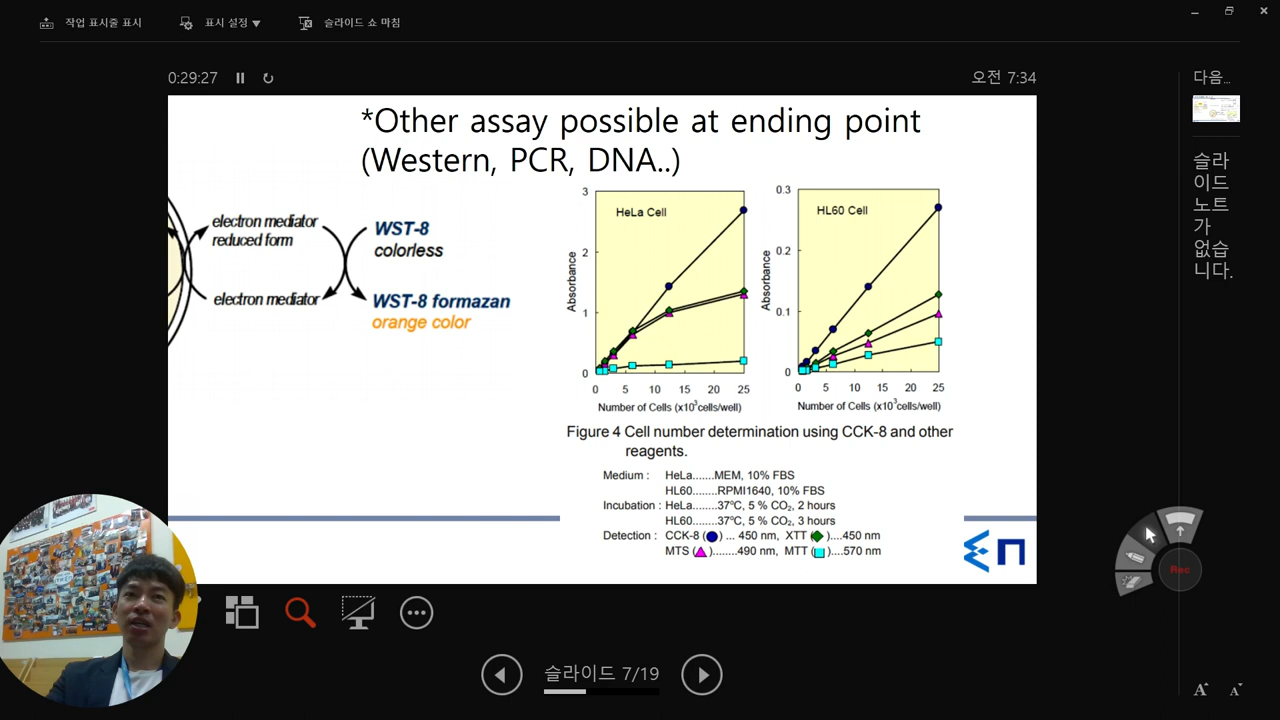 작업 표시줄 표시
표시 설정 ▼
슬라이드 쇼 마침
0:29:27
오전 7:34
다음...
*Other assay possible at ending point
(Western, PCR, DNA..)
electron mediator
reduced form
electron mediator
WST-8
colorless
WST-8 formazan
orange color
3
2
1
0
Absorbance
HeLa Cell
0 5 10 15 20 25
Number of Cells (x10³cells/well)
0.3
0.2
0.1
0
Absorbance
HL60 Cell
0 5 10 15 20 25
Number of Cells (x10³cells/well)
Figure 4 Cell number determination using CCK-8 and other
reagents.
Medium : HeLa.......MEM, 10% FBS
HL60........RPMI1640, 10% FBS
Incubation : HeLa.......37ºC, 5 % CO₂, 2 hours
HL60........37ºC, 5 % CO₂, 3 hours
Detection : CCK-8 (●) ... 450 nm, XTT (◆)....450 nm
MTS (▲)........490 nm, MTT (■)....570 nm
슬라
이드
노트
가
없습
니다.
Rec
슬라이드 7/19
A A